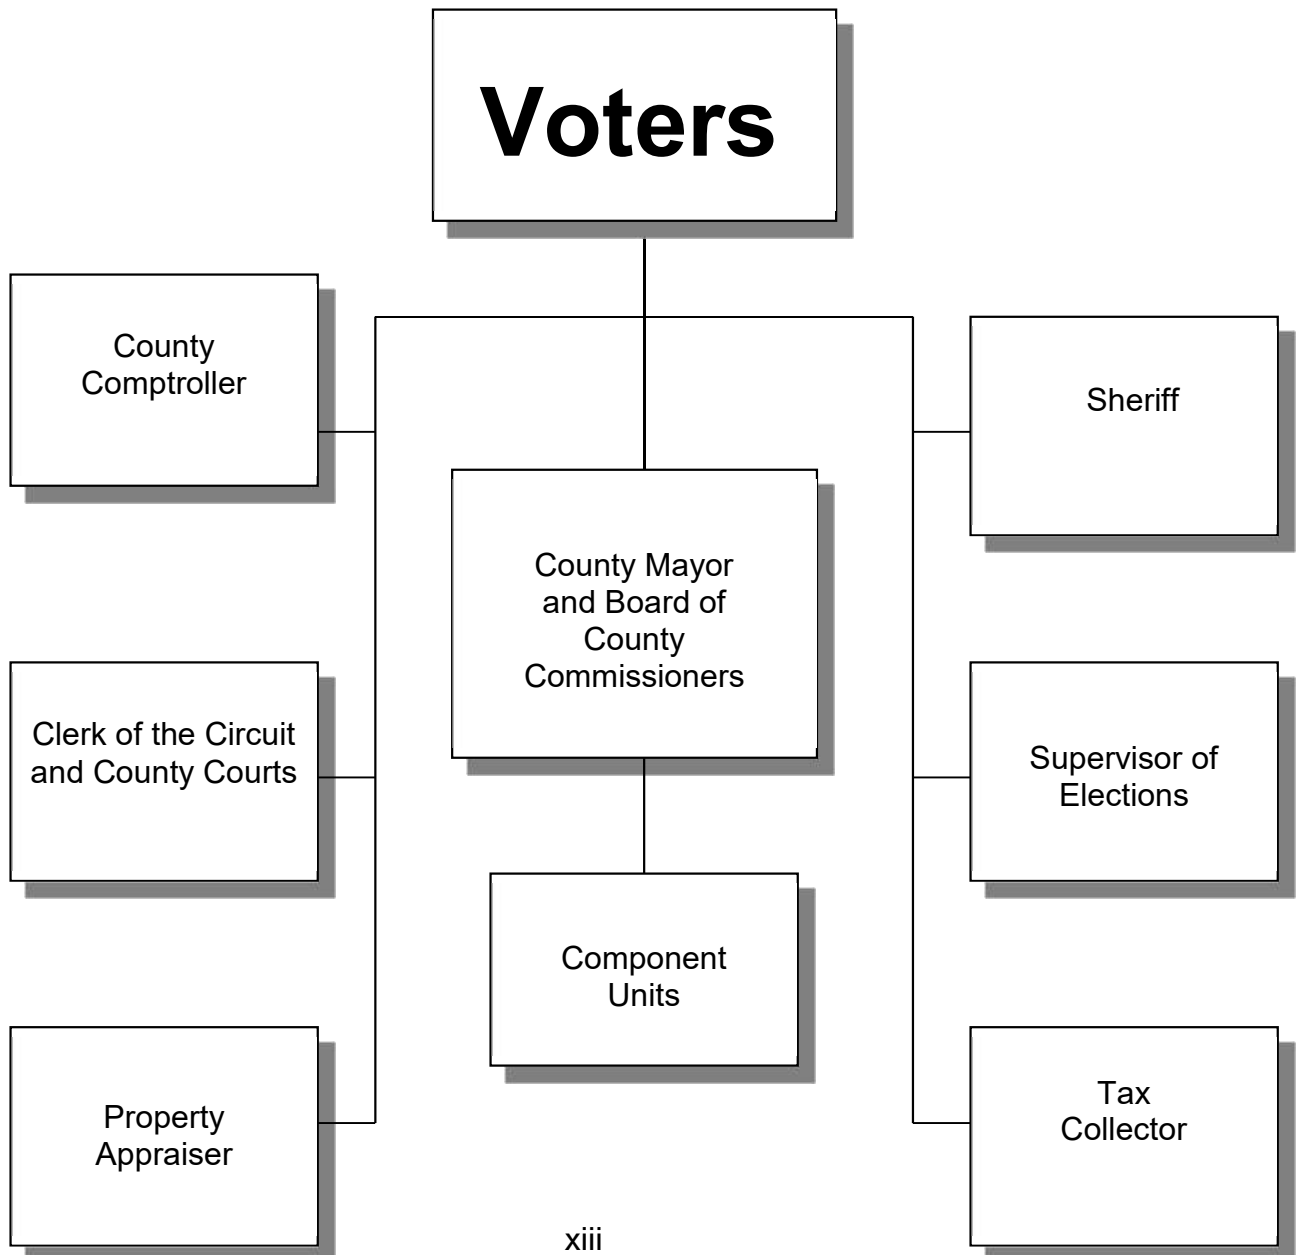 Voters
County
Comptroller
Sheriff
County Mayor
and Board of
County
Commissioners
Clerk of the Circuit
and County Courts
Supervisor of
Elections
Component
Units
Property
Appraiser
Tax
Collector
xiii